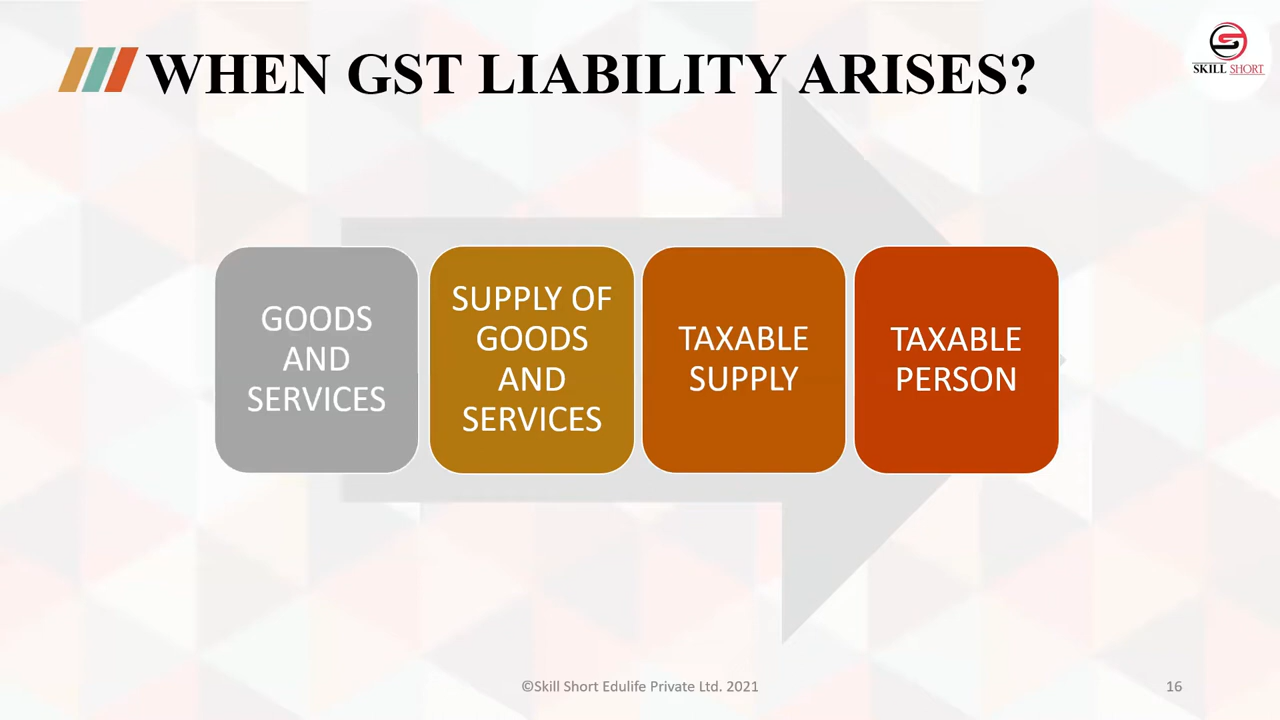 WHEN GST LIABILITY ARISES?
SKILL SHORT
GOODS
AND
SERVICES
SUPPLY OF
GOODS
AND
SERVICES
TAXABLE
SUPPLY
TAXABLE
PERSON
©Skill Short Edulife Private Ltd. 2021
16